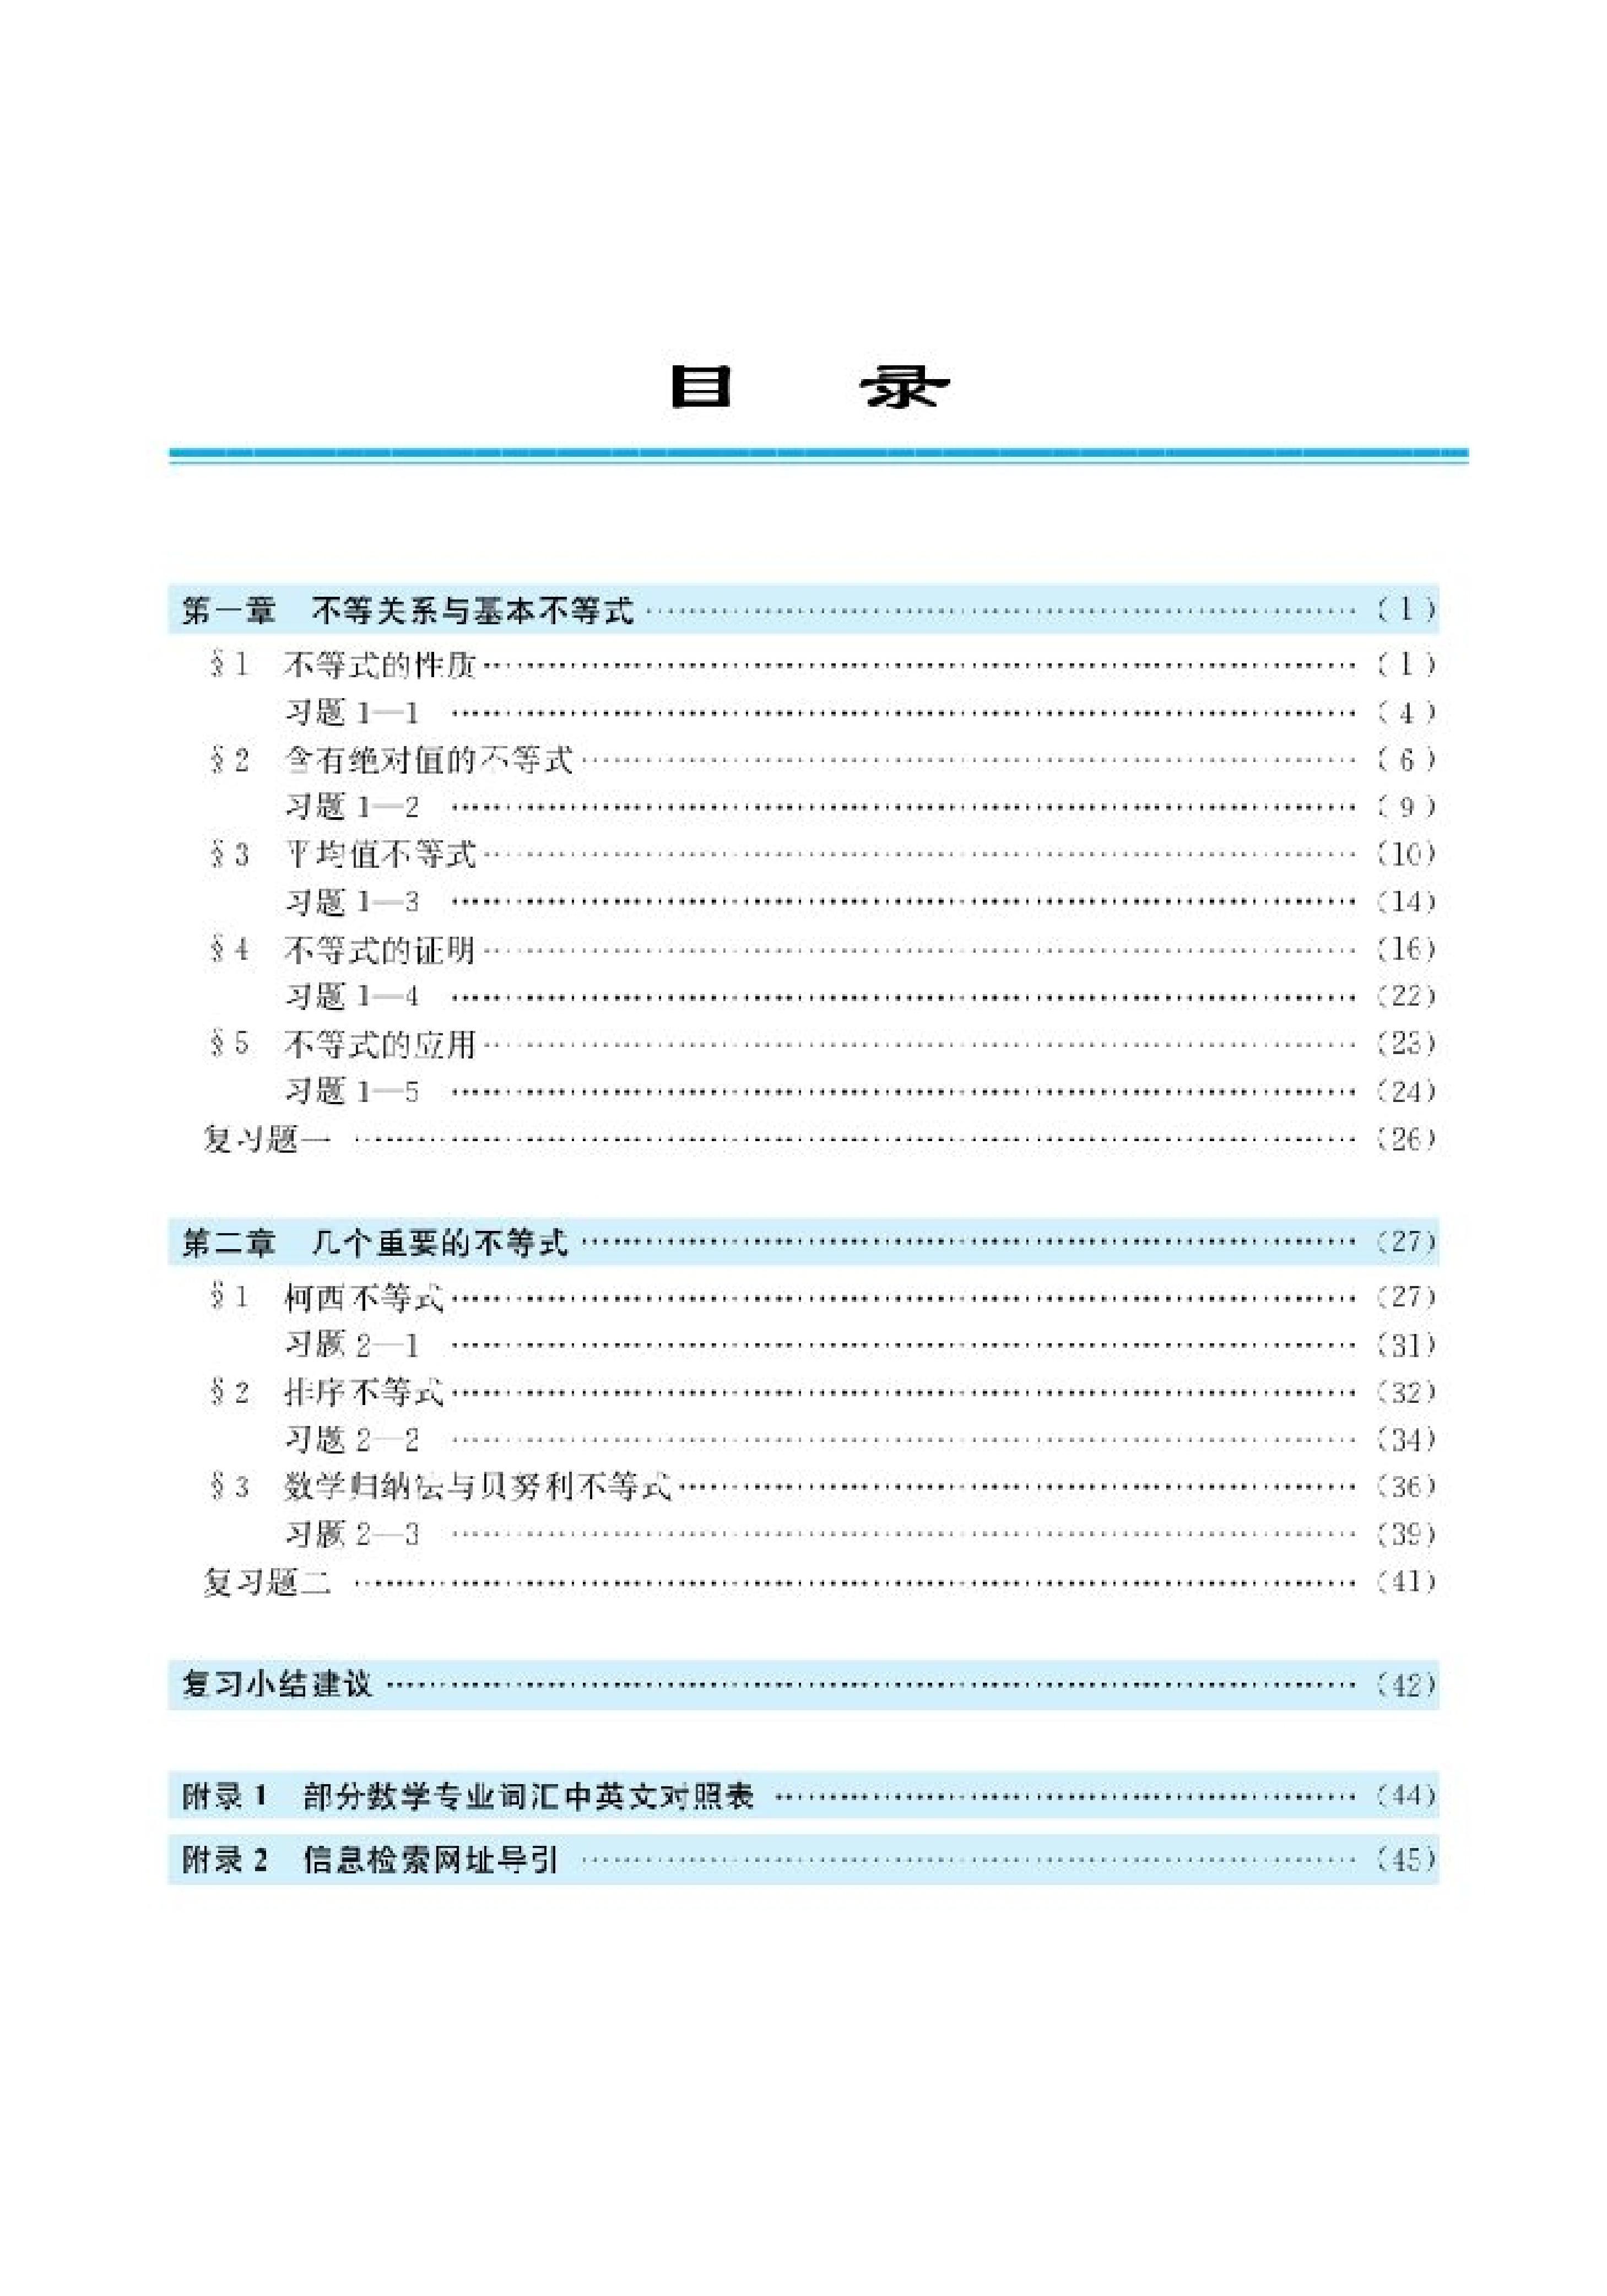 目 录
第一章 不等关系与基本不等式 ……………… ( 1 )
§1 不等式的性质 ……………… ( 1 )
习题 1—1 ……………… ( 4 )
§2 含有绝对值的不等式 ……………… ( 6 )
习题 1—2 ……………… ( 9 )
§3 平均值不等式 ……………… (10)
习题 1—3 ……………… (14)
§4 不等式的证明 ……………… (16)
习题 1—4 ……………… (22)
§5 不等式的应用 ……………… (23)
习题 1—5 ……………… (24)
复习题一 ……………… (26)
第二章 几个重要的不等式 ……………… (27)
§1 柯西不等式 ……………… (27)
习题 2—1 ……………… (31)
§2 排序不等式 ……………… (32)
习题 2—2 ……………… (34)
§3 数学归纳法与贝努利不等式 ……………… (36)
习题 2—3 ……………… (39)
复习题二 ……………… (41)
复习小结建议 ……………… (42)
附录 1 部分数学专业词汇中英文对照表 ……………… (44)
附录 2 信息检索网址导引 ……………… (45)